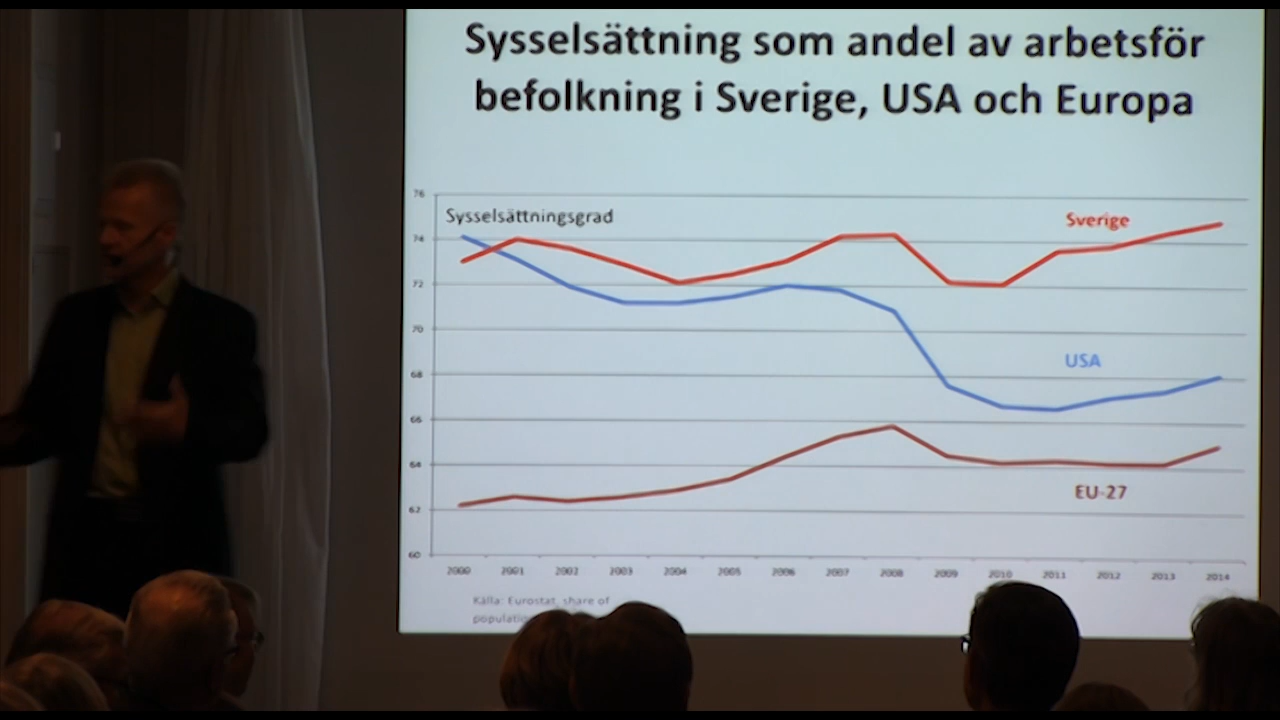 Sysselsättning som andel av arbetsför
befolkning i Sverige, USA och Europa
76
Sysselsättningsgrad
Sverige
74
72
70
USA
68
66
64
EU-27
62
60
2000 2001 2002 2003 2004 2005 2006 2007 2008 2009 2010 2011 2012 2013 2014
Källa: Eurostat, share of